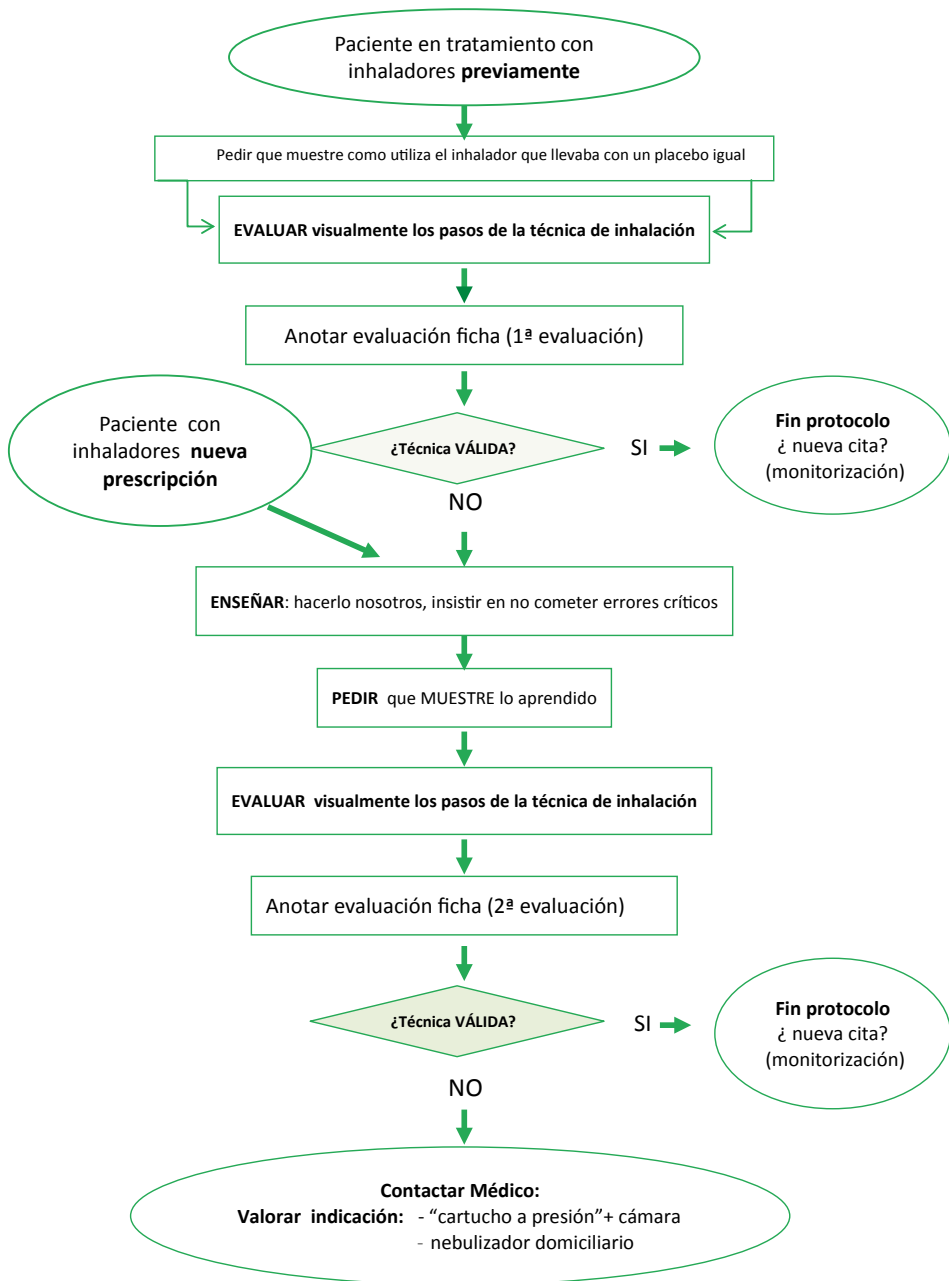 Paciente en tratamiento con
inhaladores previamente
Pedir que muestre como utiliza el inhalador que llevaba con un placebo igual
EVALUAR visualmente los pasos de la técnica de inhalación
Anotar evaluación ficha (1ª evaluación)
Paciente con
inhaladores nueva
prescripción
¿Técnica VÁLIDA?
SI
Fin protocolo
¿ nueva cita?
(monitorización)
NO
ENSEÑAR: hacerlo nosotros, insistir en no cometer errores críticos
PEDIR que MUESTRE lo aprendido
EVALUAR visualmente los pasos de la técnica de inhalación
Anotar evaluación ficha (2ª evaluación)
¿Técnica VÁLIDA?
SI
Fin protocolo
¿ nueva cita?
(monitorización)
NO
Contactar Médico:
Valorar indicación: - “cartucho a presión”+ cámara
- nebulizador domiciliario